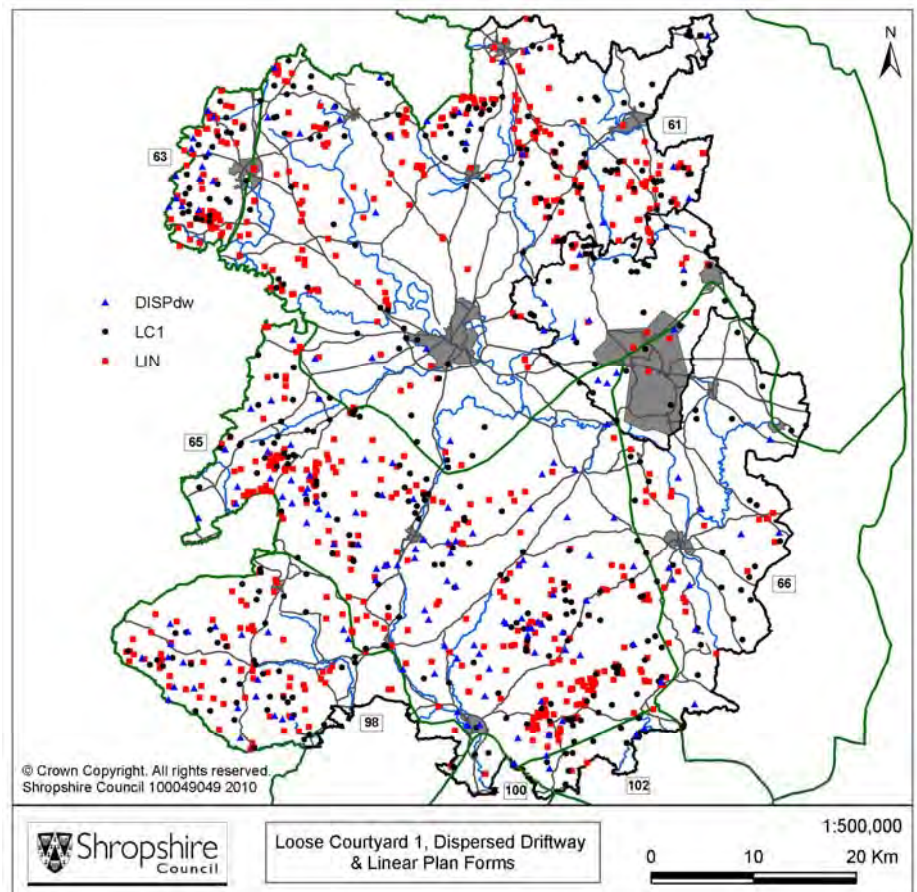 N
61
63
DISPdw
LC1
LIN
65
66
98
100
102
© Crown Copyright. All rights reserved.
Shropshire Council 100049049 2010
Shropshire
Council
Loose Courtyard 1, Dispersed Driftway
& Linear Plan Forms
1:500,000
0 10 20 Km